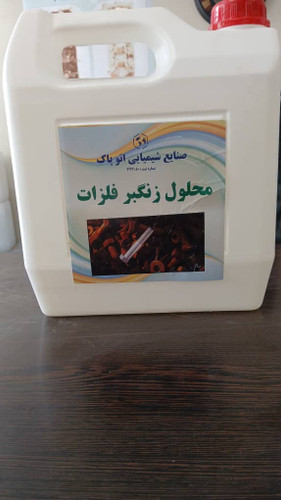 صنایع شیمیایی اتو پاک
محلول زنگبر فلزات